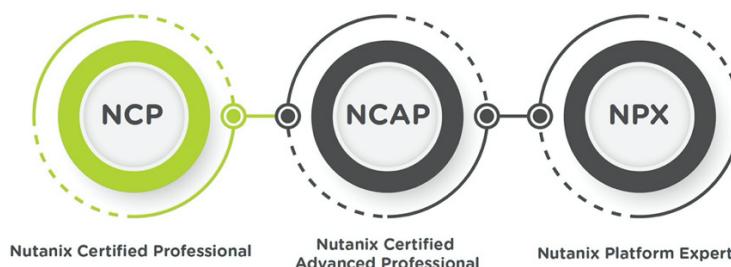 NCP
NCAP
NPX
Nutanix Certified Professional
Nutanix Certified
Advanced Professional
Nutanix Platform Expert